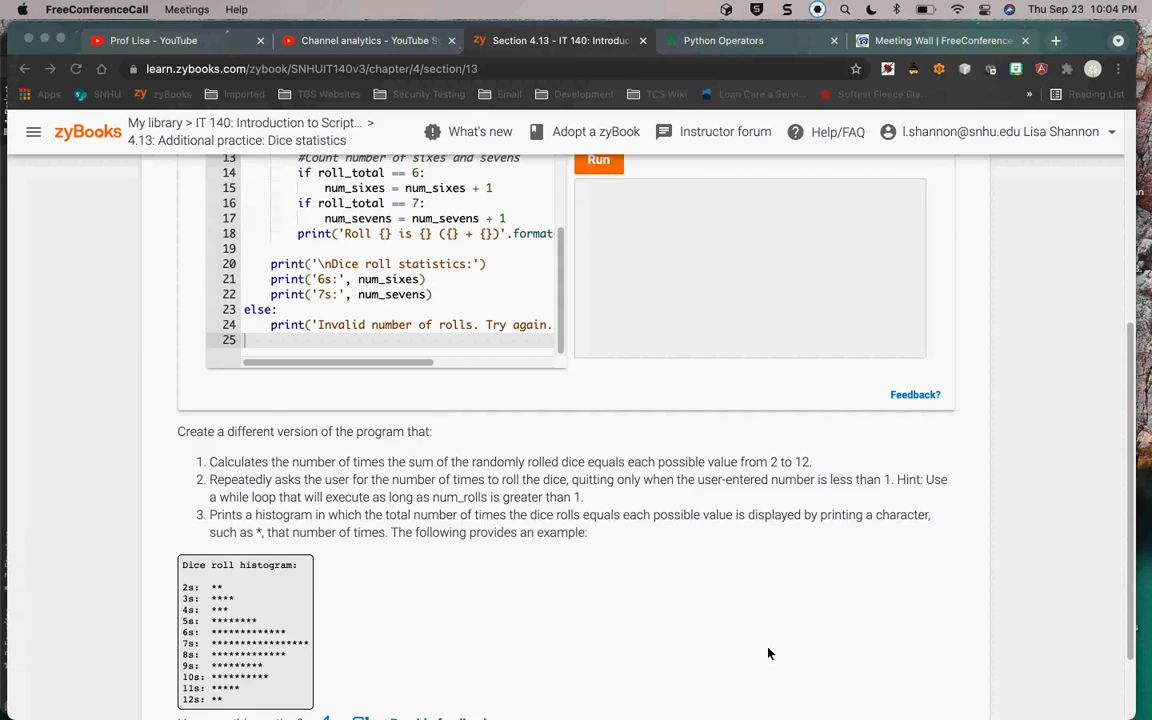 FreeConferenceCall Meetings Help Thu Sep 23 10:04 PM
Prof Lisa - YouTube Channel analytics - YouTube S Section 4.13 - IT 140: Introduc Python Operators Meeting Wall | FreeConference
learn.zybooks.com/zybook/SNHUIT140v3/chapter/4/section/13
Apps SNHU zyBooks Imported TGS Websites Security Testing Email Development TCS Wiki Loan Care a Servi... Softest Fleece Bla... » Reading List
zyBooks My library > IT 140: Introduction to Script... >
4.13: Additional practice: Dice statistics
What's new Adopt a zyBook Instructor forum Help/FAQ l.shannon@snhu.edu Lisa Shannon
13 #Count number of sixes and sevens
14 if roll_total == 6:
15 num_sixes = num_sixes + 1
16 if roll_total == 7:
17 num_sevens = num_sevens + 1
18 print('Roll {} is {} ({} + {})'.format
19
20 print('\nDice roll statistics:')
21 print('6s:', num_sixes)
22 print('7s:', num_sevens)
23 else:
24 print('Invalid number of rolls. Try again.
25
Run
Feedback?
Create a different version of the program that:
1. Calculates the number of times the sum of the randomly rolled dice equals each possible value from 2 to 12.
2. Repeatedly asks the user for the number of times to roll the dice, quitting only when the user-entered number is less than 1. Hint: Use
a while loop that will execute as long as num_rolls is greater than 1.
3. Prints a histogram in which the total number of times the dice rolls equals each possible value is displayed by printing a character,
such as *, that number of times. The following provides an example:
Dice roll histogram:
2s: **
3s: ****
4s: ***
5s: ********
6s: *************
7s: *****************
8s: *************
9s: *********
10s: **********
11s: *****
12s: **